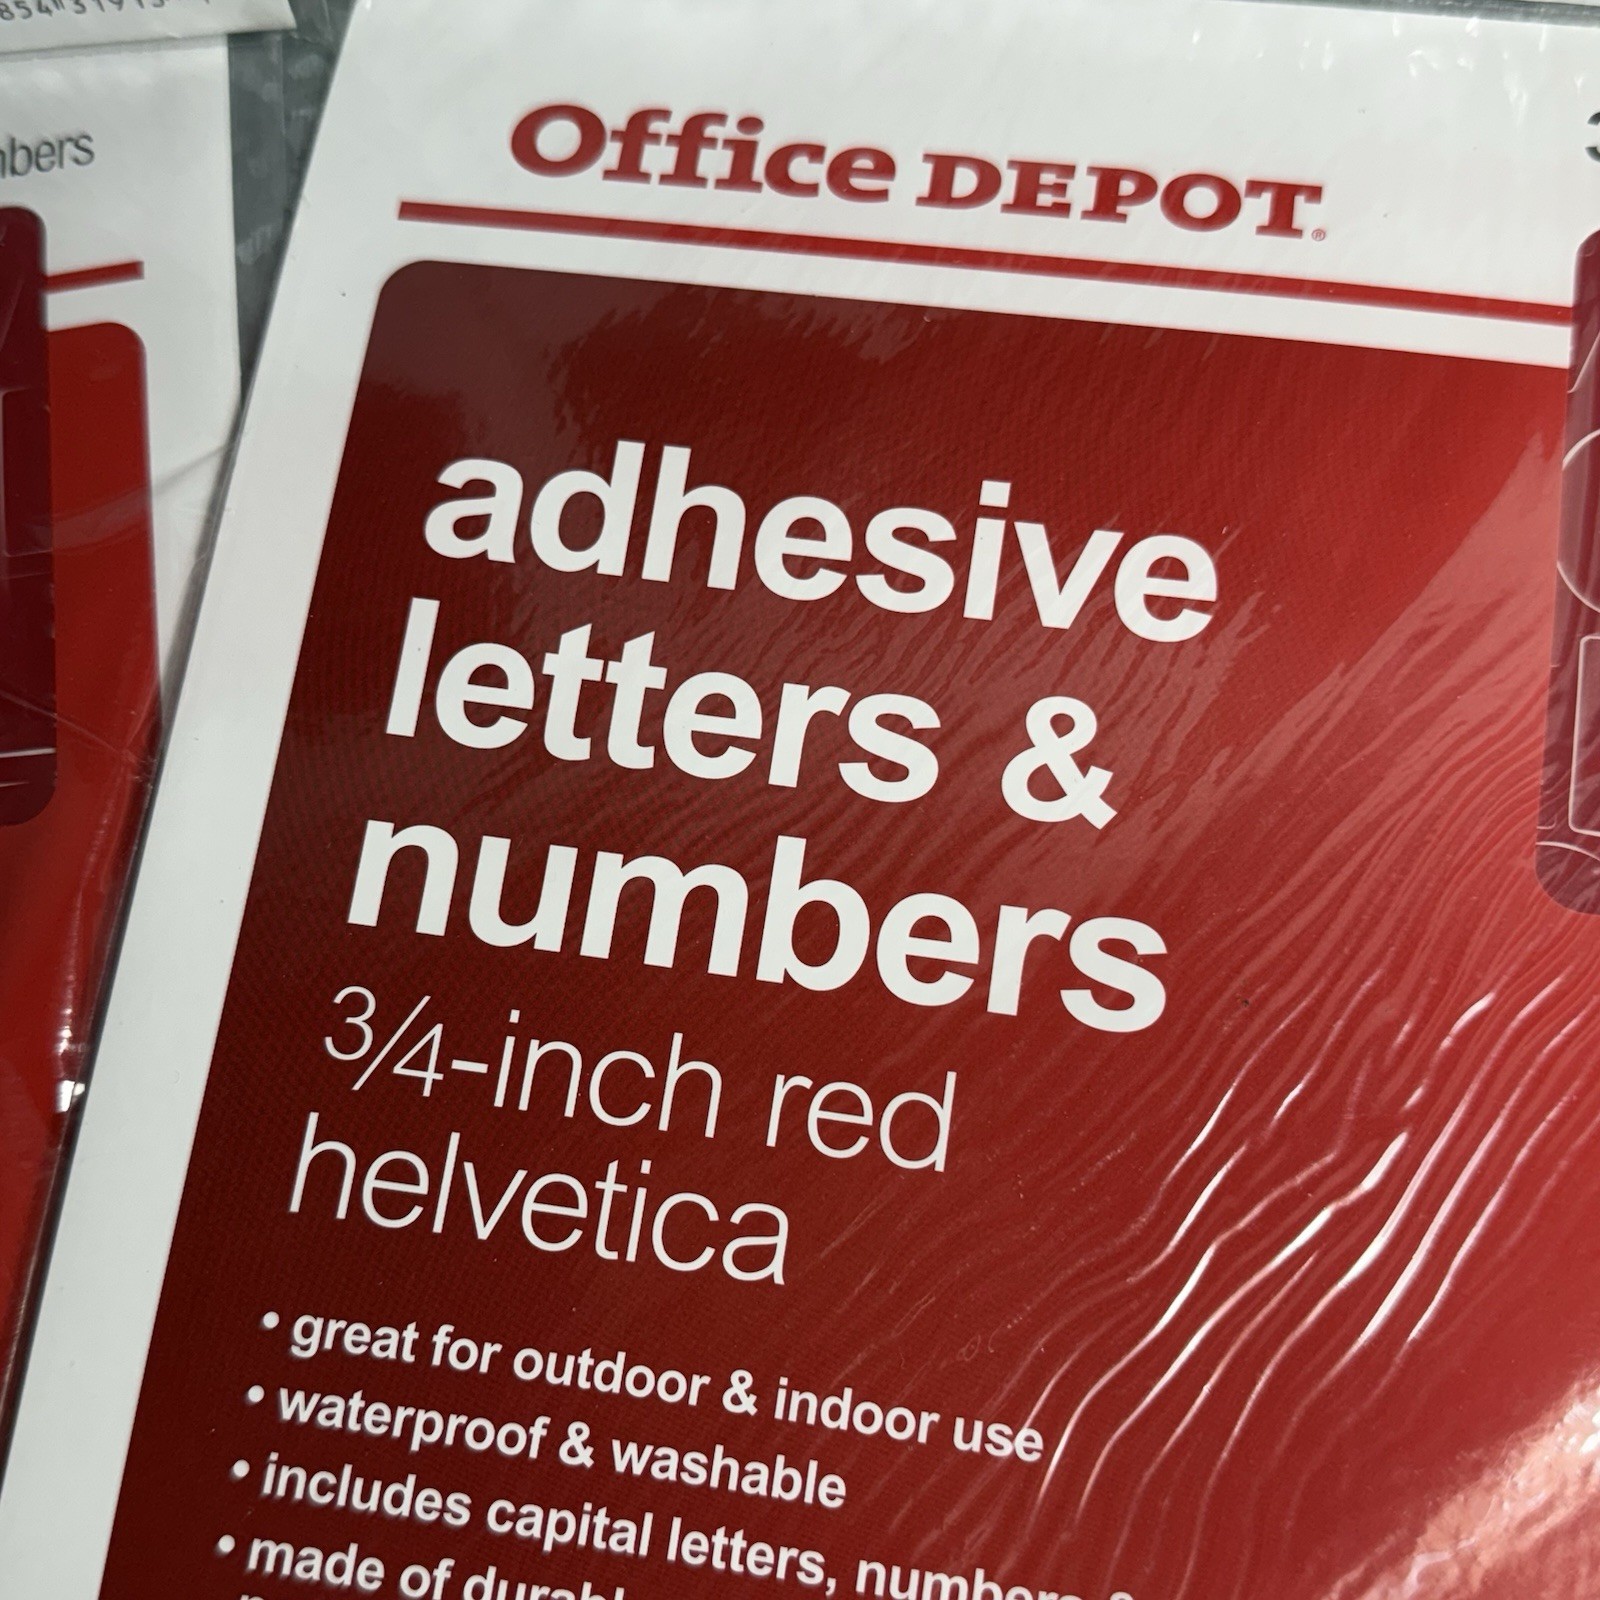 Office DEPOT®
adhesive
letters &
numbers
3/4-inch red
helvetica
• great for outdoor & indoor use
• waterproof & washable
• includes capital letters, numbers &
• made of